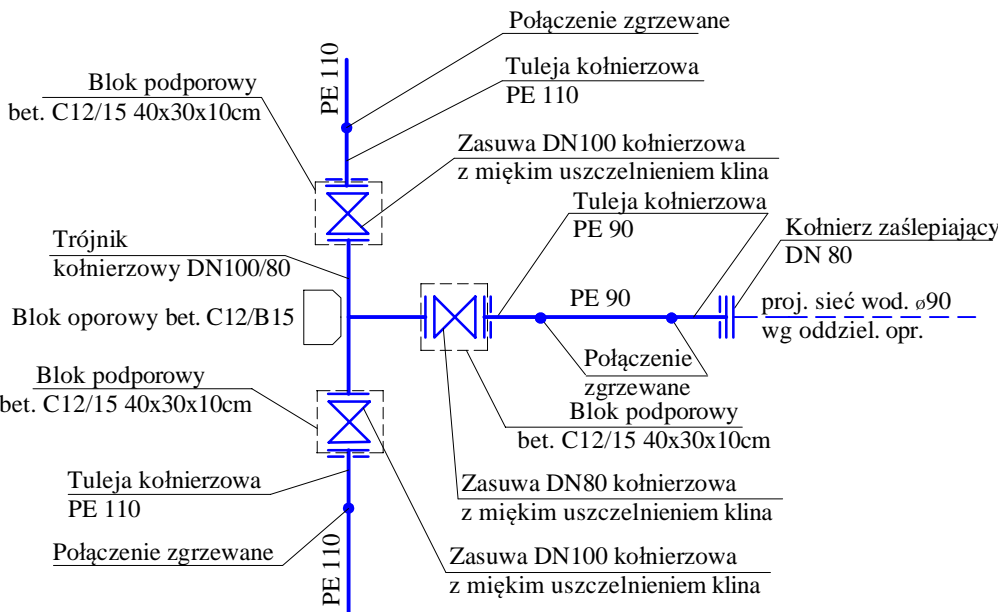 Połączenie zgrzewane
PE 110
Tuleja kołnierzowa
PE 110
Blok podporowy
bet. C12/15 40x30x10cm
Zasuwa DN100 kołnierzowa
z miękim uszczelnieniem klina
Tuleja kołnierzowa
PE 90
Kołnierz zaślepiający
DN 80
Trójnik
kołnierzowy DN100/80
Blok oporowy bet. C12/B15
PE 90
proj. sieć wod. ø90
wg oddziel. opr.
Połączenie
zgrzewane
Blok podporowy
bet. C12/15 40x30x10cm
Blok podporowy
bet. C12/15 40x30x10cm
Tuleja kołnierzowa
PE 110
Zasuwa DN80 kołnierzowa
z miękim uszczelnieniem klina
Połączenie zgrzewane
PE 110
Zasuwa DN100 kołnierzowa
z miękim uszczelnieniem klina